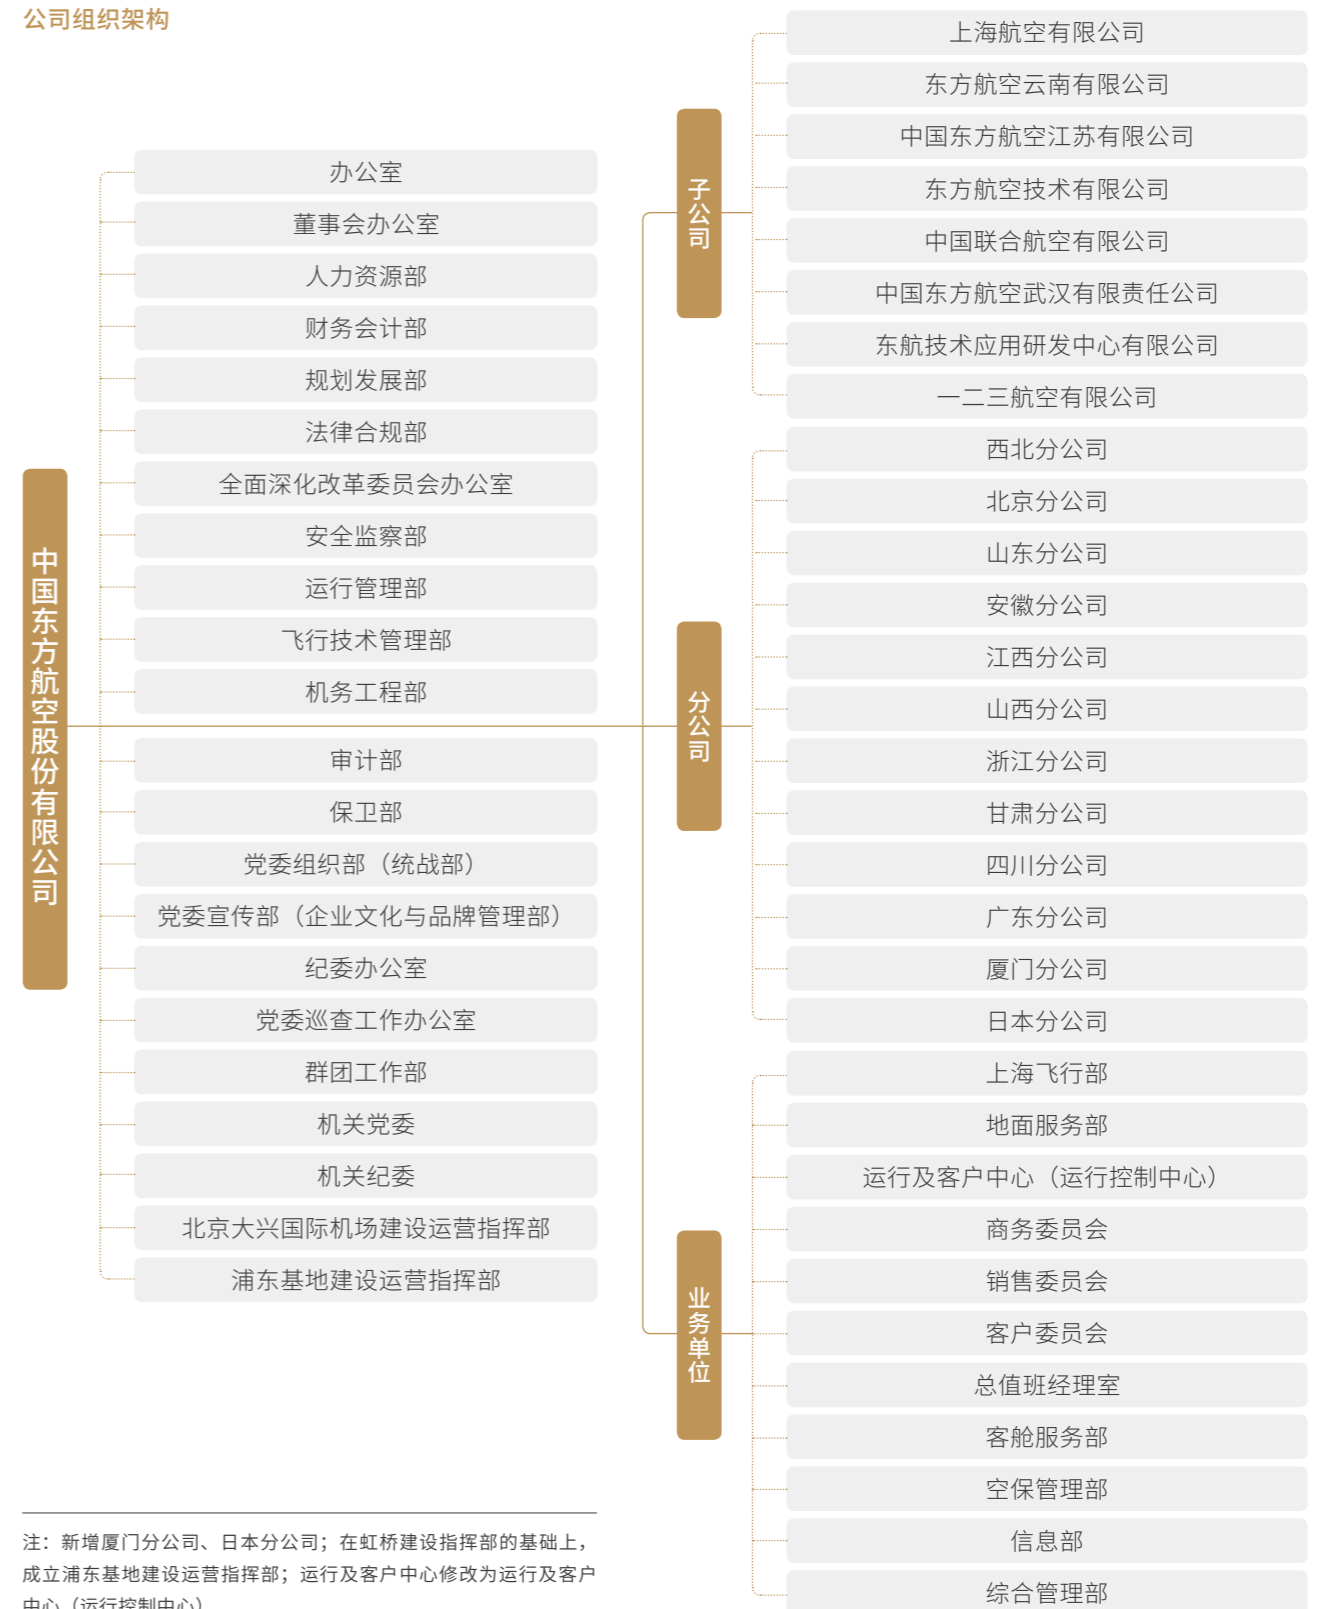 公司组织架构
中国东方航空股份有限公司
办公室
董事会办公室
人力资源部
财务会计部
规划发展部
法律合规部
全面深化改革委员会办公室
安全监察部
运行管理部
飞行技术管理部
机务工程部
审计部
保卫部
党委组织部（统战部）
党委宣传部（企业文化与品牌管理部）
纪委办公室
党委巡查工作办公室
群团工作部
机关党委
机关纪委
北京大兴国际机场建设运营指挥部
浦东基地建设运营指挥部
子公司
上海航空有限公司
东方航空云南有限公司
中国东方航空江苏有限公司
东方航空技术有限公司
中国联合航空有限公司
中国东方航空武汉有限责任公司
东航技术应用研发中心有限公司
一二三航空有限公司
分公司
西北分公司
北京分公司
山东分公司
安徽分公司
江西分公司
山西分公司
浙江分公司
甘肃分公司
四川分公司
广东分公司
厦门分公司
日本分公司
业务单位
上海飞行部
地面服务部
运行及客户中心（运行控制中心）
商务委员会
销售委员会
客户委员会
总值班经理室
客舱服务部
空保管理部
信息部
综合管理部
注：新增厦门分公司、日本分公司；在虹桥建设指挥部的基础上，
成立浦东基地建设运营指挥部；运行及客户中心修改为运行及客户
中心（运行控制中心）